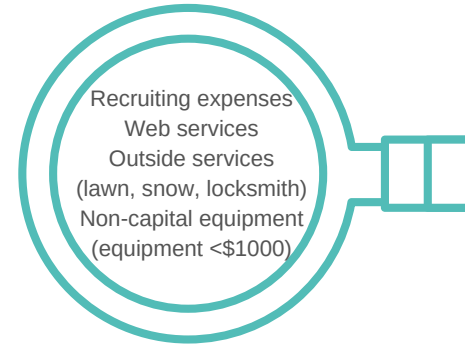 Recruiting expenses
Web services
Outside services
(lawn, snow, locksmith)
Non-capital equipment
(equipment <$1000)